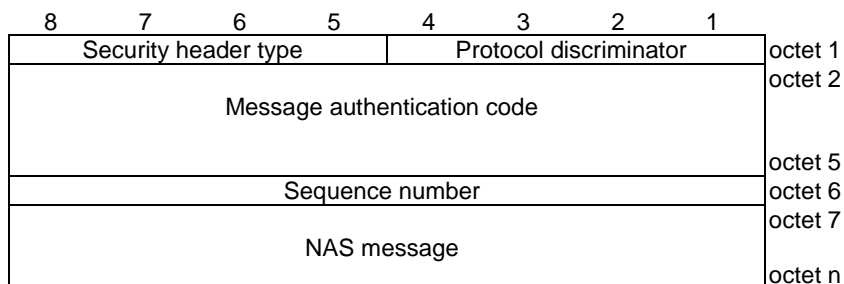 8 7 6 5 4 3 2 1
Security header type Protocol discriminator octet 1
octet 2
Message authentication code
octet 5
Sequence number octet 6
octet 7
NAS message
octet n